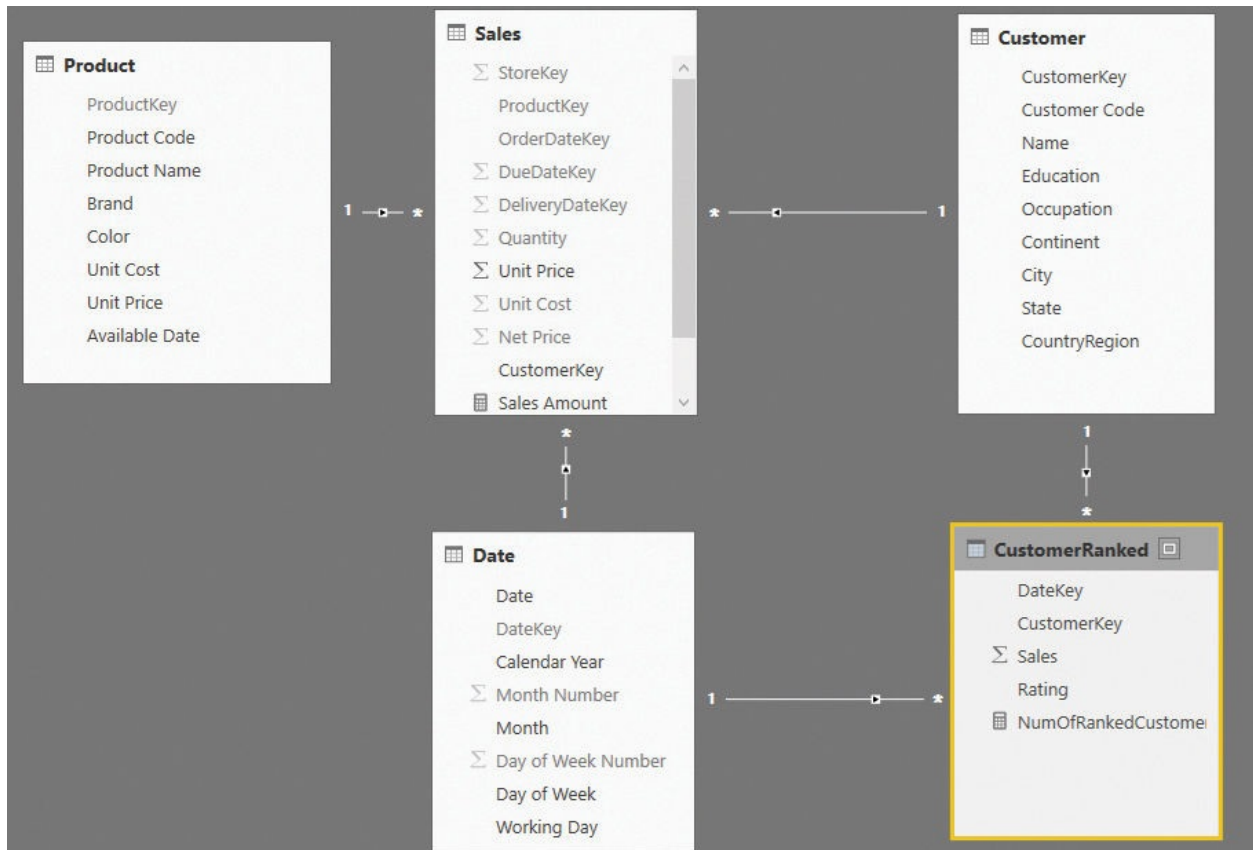 Product
ProductKey
Product Code
Product Name
Brand
Color
Unit Cost
Unit Price
Available Date
1
*
Sales
StoreKey
ProductKey
OrderDateKey
DueDateKey
DeliveryDateKey
Quantity
Unit Price
Unit Cost
Net Price
CustomerKey
Sales Amount
*
1
Customer
CustomerKey
Customer Code
Name
Education
Occupation
Continent
City
State
CountryRegion
*
1
Date
Date
DateKey
Calendar Year
Month Number
Month
Day of Week Number
Day of Week
Working Day
1
*
1
*
CustomerRanked
DateKey
CustomerKey
Sales
Rating
NumOfRankedCustome